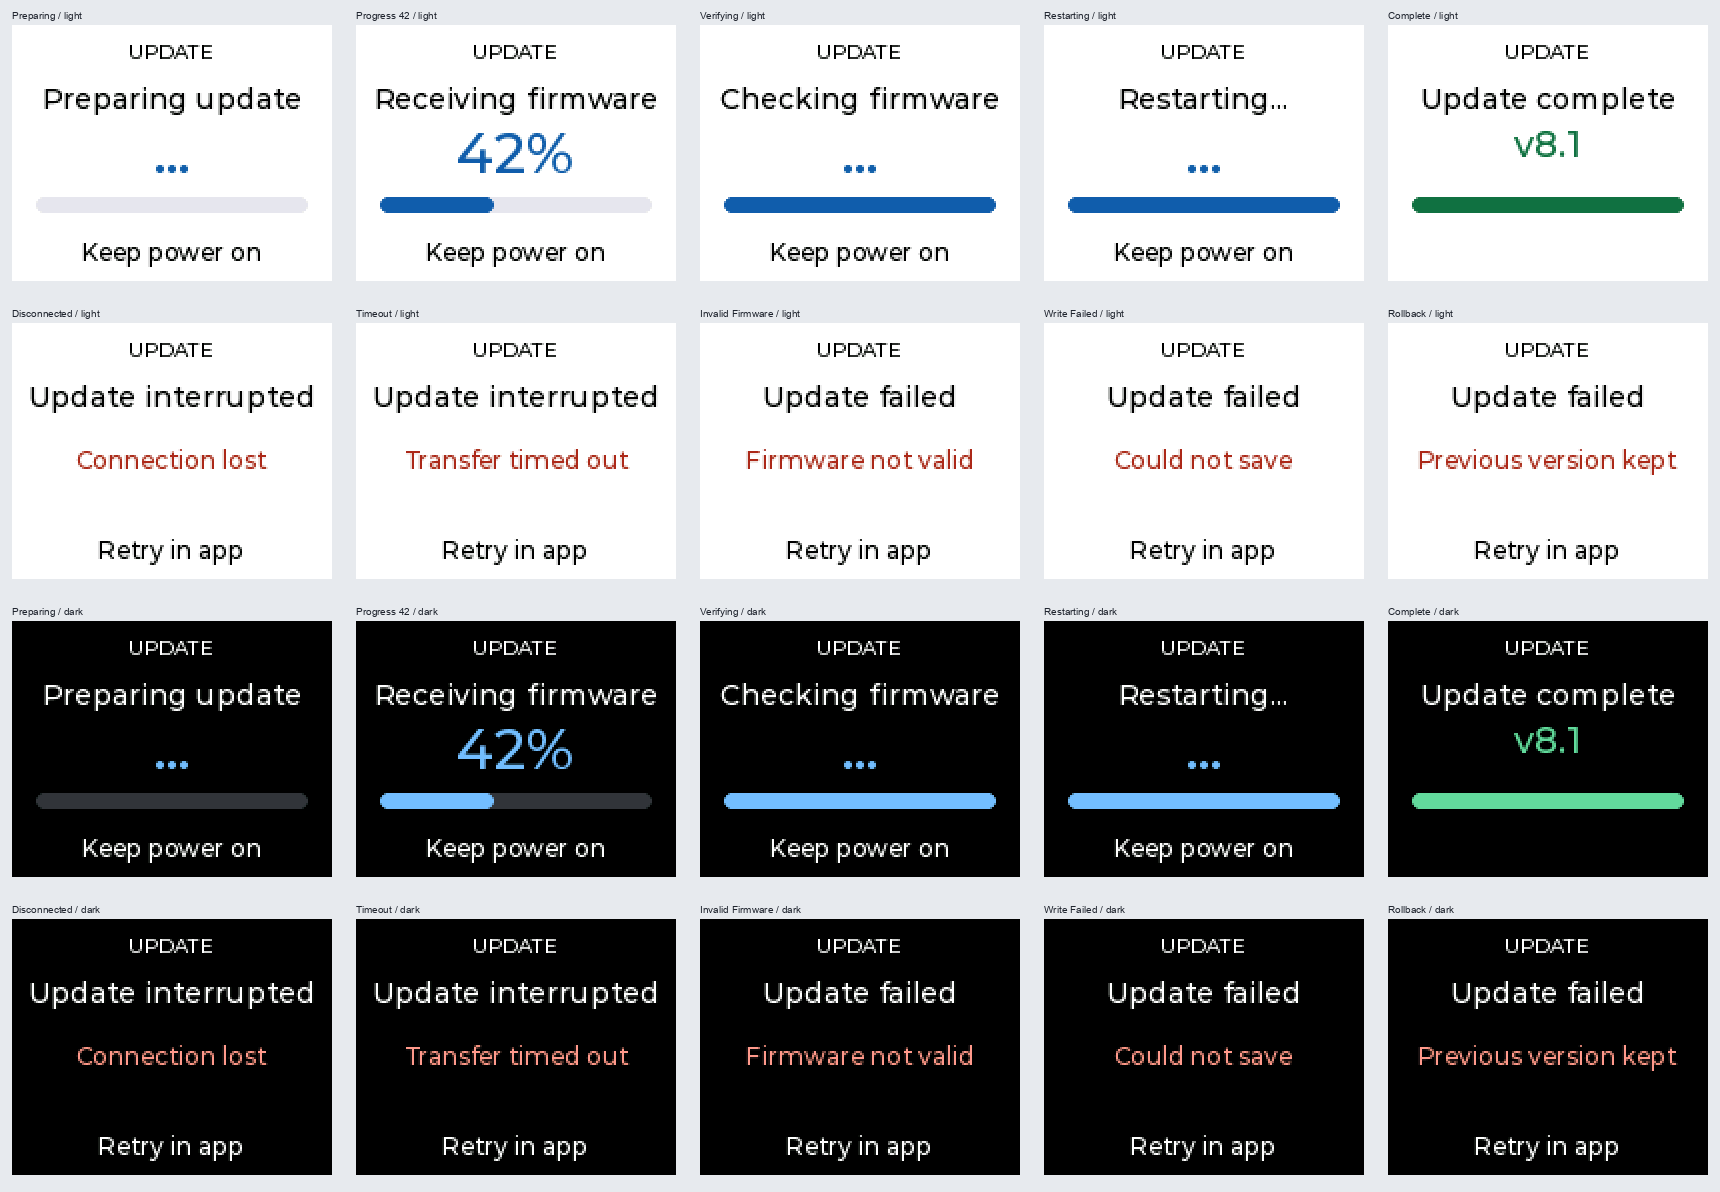 Preparing / light
UPDATE
Preparing update
...
Keep power on
Progress 42 / light
UPDATE
Receiving firmware
42%
Keep power on
Verifying / light
UPDATE
Checking firmware
...
Keep power on
Restarting / light
UPDATE
Restarting...
...
Keep power on
Complete / light
UPDATE
Update complete
v8.1
Disconnected / light
UPDATE
Update interrupted
Connection lost
Retry in app
Timeout / light
UPDATE
Update interrupted
Transfer timed out
Retry in app
Invalid Firmware / light
UPDATE
Update failed
Firmware not valid
Retry in app
Write Failed / light
UPDATE
Update failed
Could not save
Retry in app
Rollback / light
UPDATE
Update failed
Previous version kept
Retry in app
Preparing / dark
UPDATE
Preparing update
...
Keep power on
Progress 42 / dark
UPDATE
Receiving firmware
42%
Keep power on
Verifying / dark
UPDATE
Checking firmware
...
Keep power on
Restarting / dark
UPDATE
Restarting...
...
Keep power on
Complete / dark
UPDATE
Update complete
v8.1
Disconnected / dark
UPDATE
Update interrupted
Connection lost
Retry in app
Timeout / dark
UPDATE
Update interrupted
Transfer timed out
Retry in app
Invalid Firmware / dark
UPDATE
Update failed
Firmware not valid
Retry in app
Write Failed / dark
UPDATE
Update failed
Could not save
Retry in app
Rollback / dark
UPDATE
Update failed
Previous version kept
Retry in app